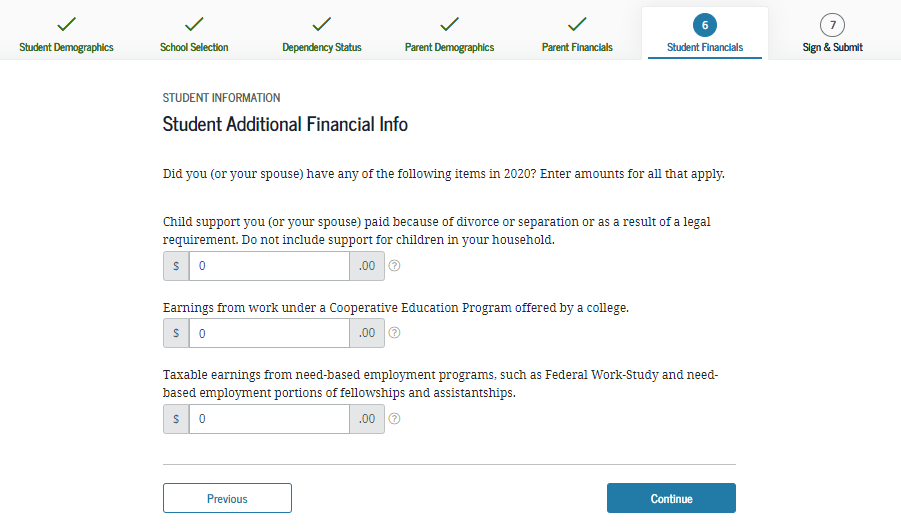 Student Demographics
School Selection
Dependency Status
Parent Demographics
Parent Financials
6
Student Financials
7
Sign & Submit
STUDENT INFORMATION
Student Additional Financial Info
Did you (or your spouse) have any of the following items in 2020? Enter amounts for all that apply.
Child support you (or your spouse) paid because of divorce or separation or as a result of a legal
requirement. Do not include support for children in your household.
$ 0 .00 ?
Earnings from work under a Cooperative Education Program offered by a college.
$ 0 .00 ?
Taxable earnings from need-based employment programs, such as Federal Work-Study and need-
based employment portions of fellowships and assistantships.
$ 0 .00 ?
Previous
Continue